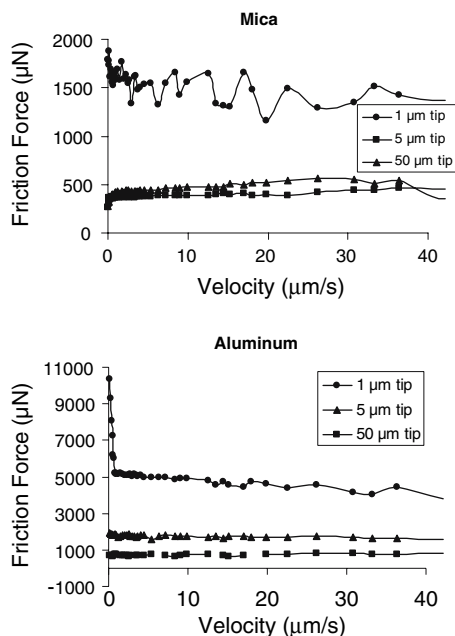 Mica
Friction Force (µN)
2000
1500
1000
500
0
1 µm tip
5 µm tip
50 µm tip
0 10 20 30 40
Velocity (µm/s)
Aluminum
Friction Force (µN)
11000
9000
7000
5000
3000
1000
-1000
1 µm tip
5 µm tip
50 µm tip
0 10 20 30 40
Velocity (µm/s)